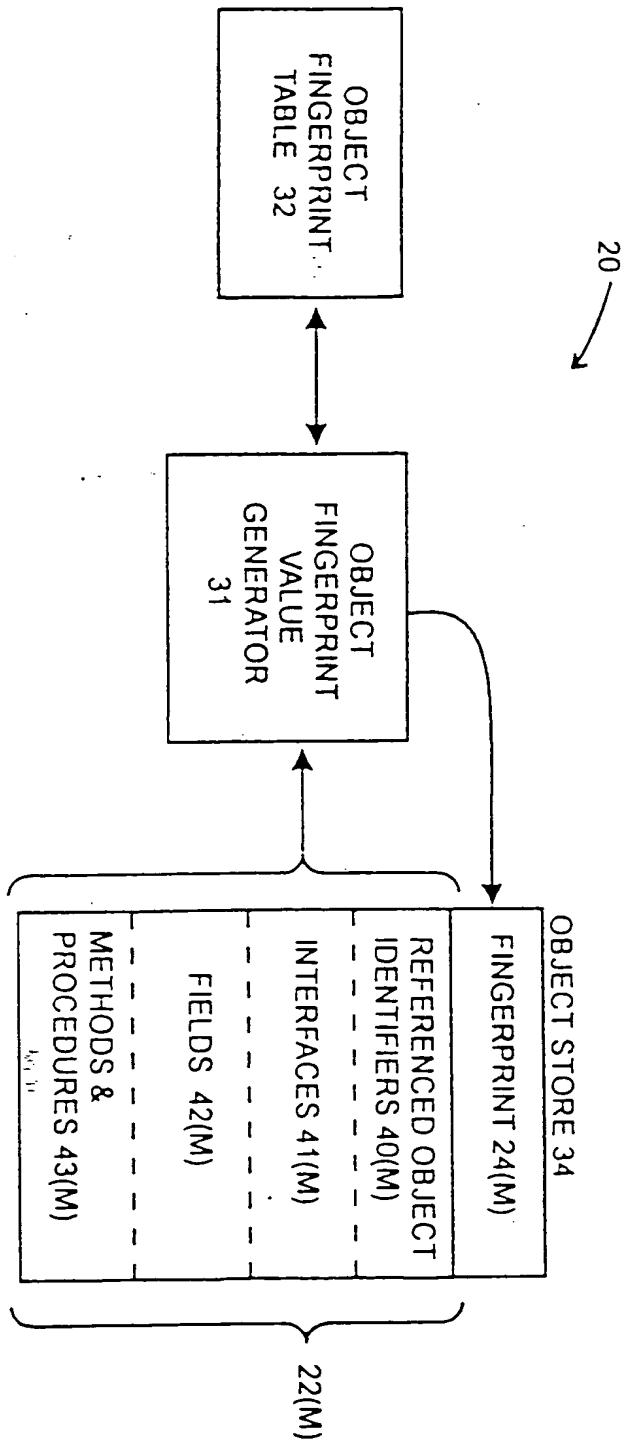 20
OBJECT
FINGERPRINT
TABLE 32
OBJECT
FINGERPRINT
VALUE
GENERATOR
31
OBJECT STORE 34
FINGERPRINT 24(M)
REFERENCED OBJECT
IDENTIFIERS 40(M)
INTERFACES 41(M)
FIELDS 42(M)
METHODS &
PROCEDURES 43(M)
22(M)